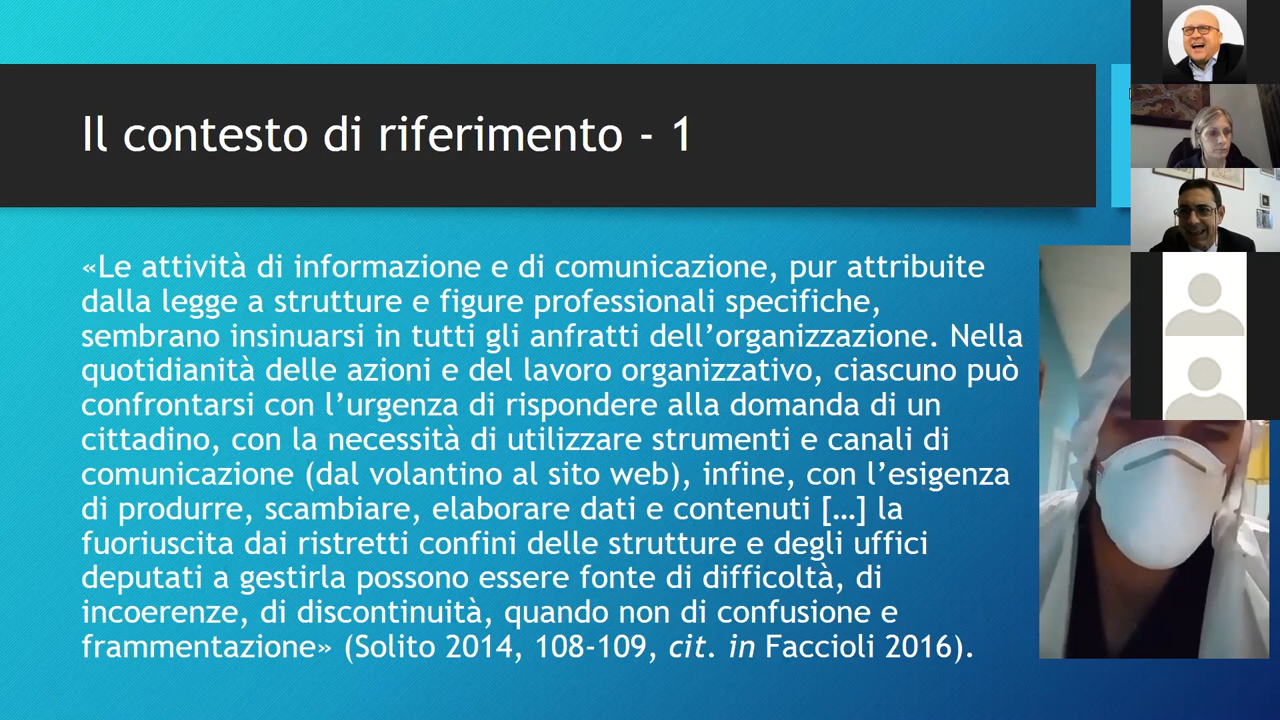 Il contesto di riferimento - 1
«Le attività di informazione e di comunicazione, pur attribuite
dalla legge a strutture e figure professionali specifiche,
sembrano insinuarsi in tutti gli anfratti dell’organizzazione. Nella
quotidianità delle azioni e del lavoro organizzativo, ciascuno può
confrontarsi con l’urgenza di rispondere alla domanda di un
cittadino, con la necessità di utilizzare strumenti e canali di
comunicazione (dal volantino al sito web), infine, con l’esigenza
di produrre, scambiare, elaborare dati e contenuti […] la
fuoriuscita dai ristretti confini delle strutture e degli uffici
deputati a gestirla possono essere fonte di difficoltà, di
incoerenze, di discontinuità, quando non di confusione e
frammentazione» (Solito 2014, 108-109, cit. in Faccioli 2016).